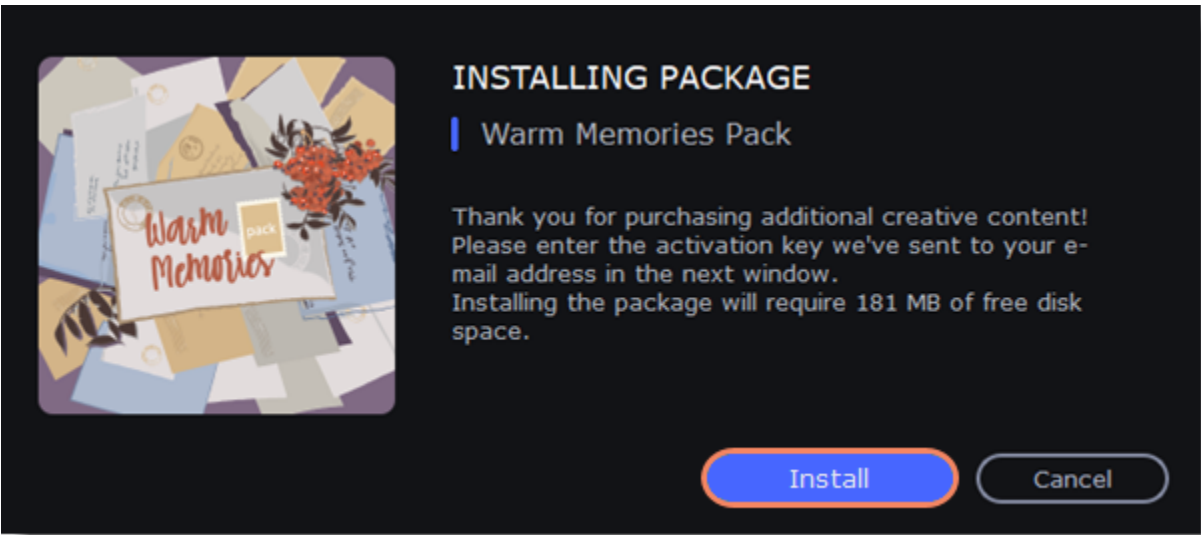 INSTALLING PACKAGE
Warm Memories Pack
Warm
pack
Memories
Thank you for purchasing additional creative content!
Please enter the activation key we've sent to your e-
mail address in the next window.
Installing the package will require 181 MB of free disk
space.
Install
Cancel